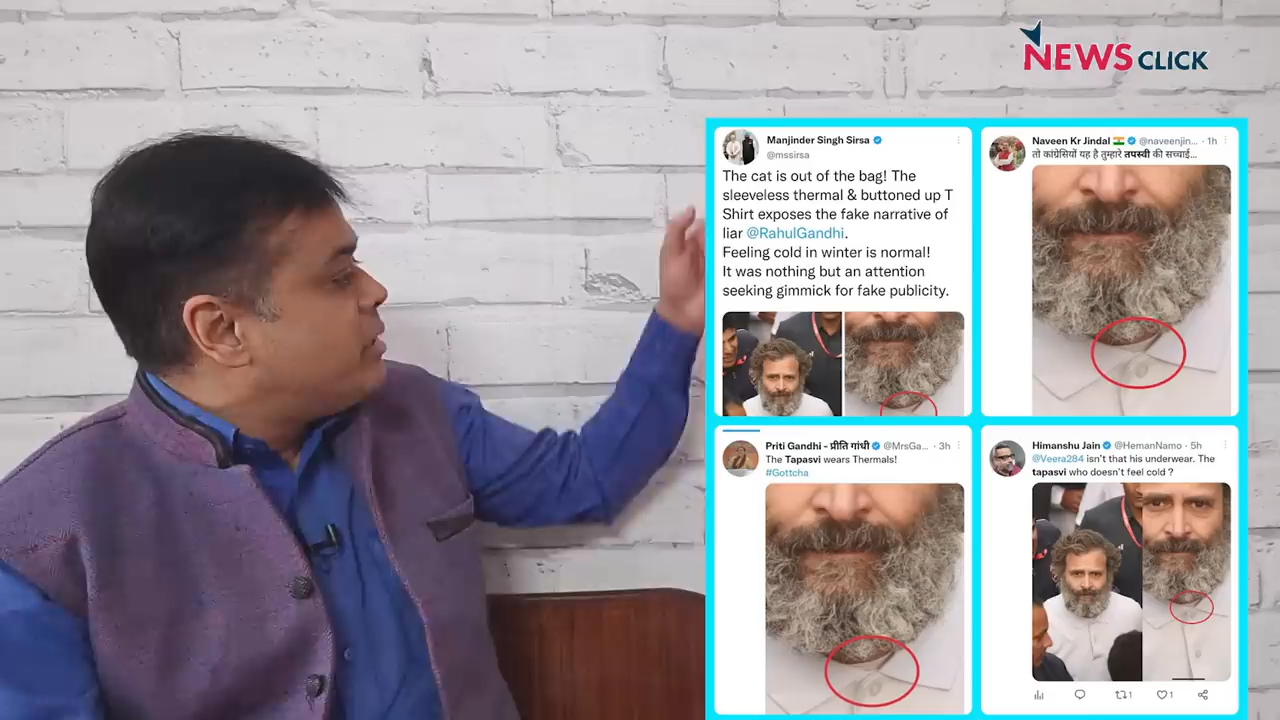 NEWS CLICK
Manjinder Singh Sirsa
@mssirsa
The cat is out of the bag! The
sleeveless thermal & buttoned up T
Shirt exposes the fake narrative of
liar @RahulGandhi.
Feeling cold in winter is normal!
It was nothing but an attention
seeking gimmick for fake publicity.
Naveen Kr Jindal 🇮🇳 @naveenjin... · 1h
तो कांग्रेसियों यह है तुम्हारे तपस्वी की सच्चाई...
Priti Gandhi - प्रीति गांधी @MrsGa... · 3h
The Tapasvi wears Thermals!
#Gottcha
Himanshu Jain @HemanNamo · 5h
@Veera284 isn't that his underwear. The
tapasvi who doesn't feel cold ?
1 1